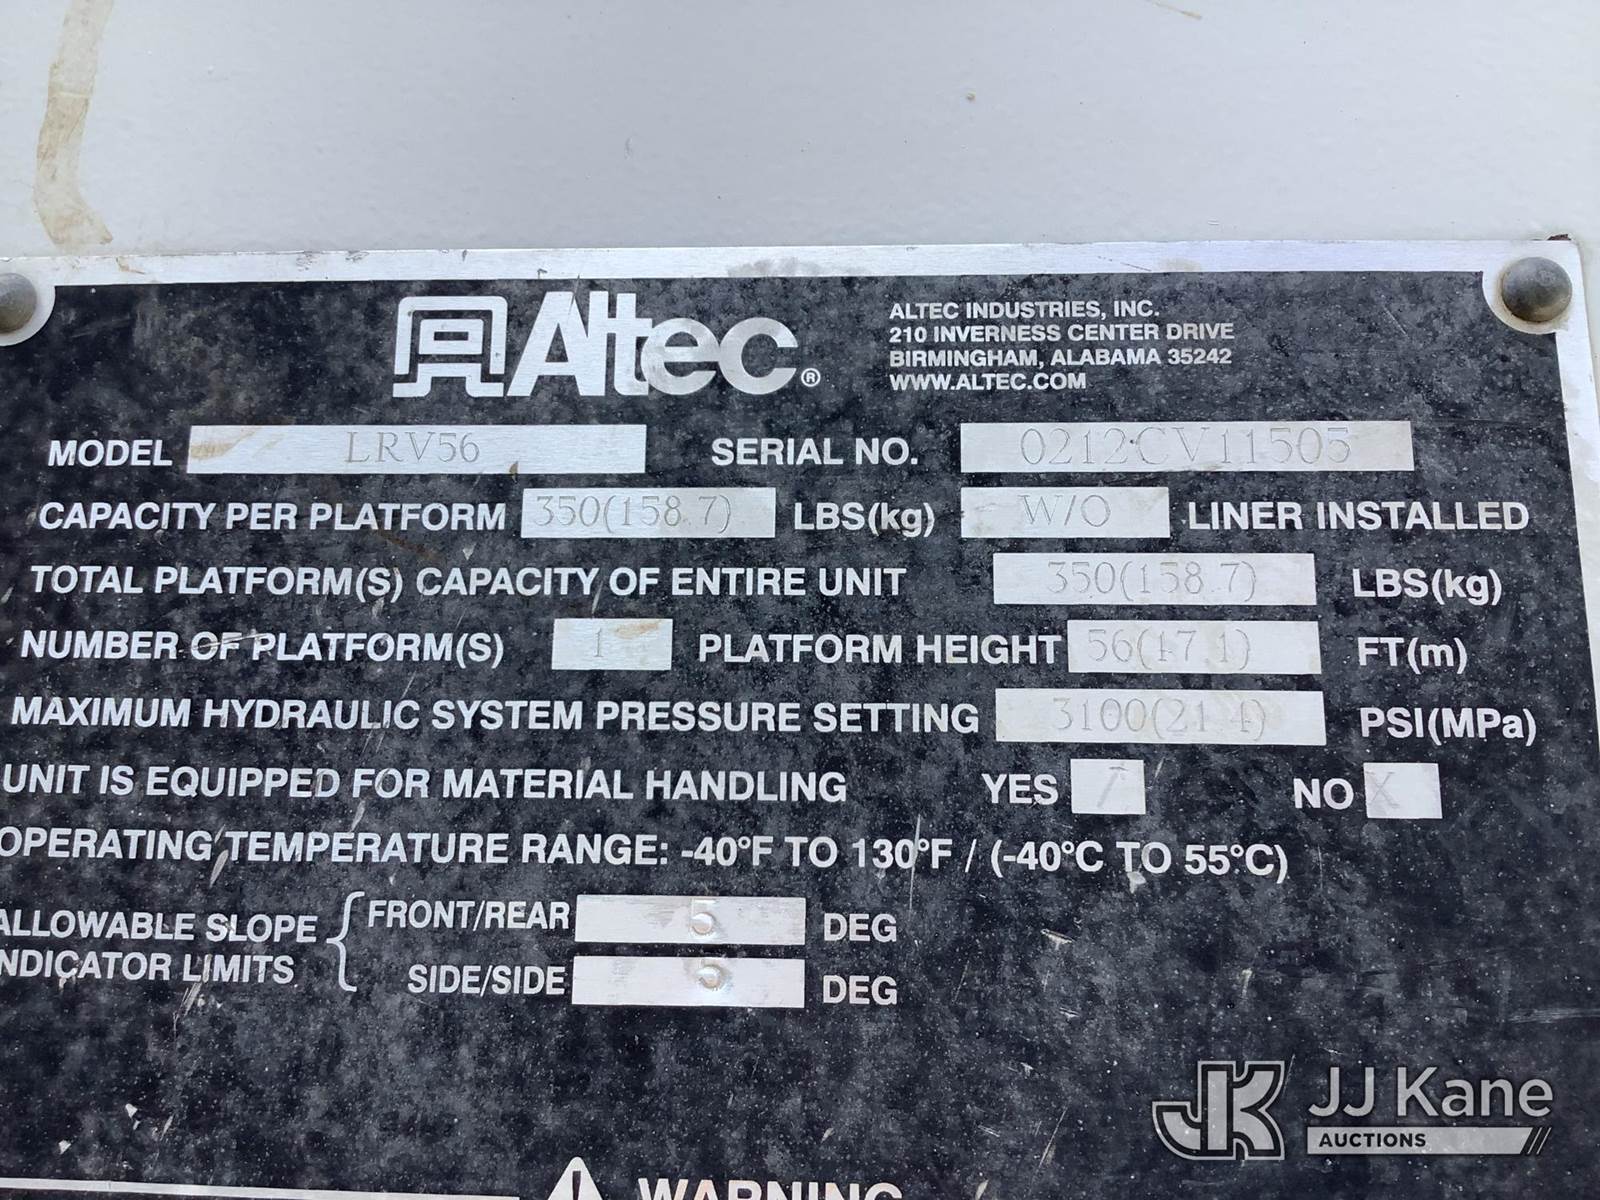 Altec®
ALTEC INDUSTRIES, INC.
210 INVERNESS CENTER DRIVE
BIRMINGHAM, ALABAMA 35242
WWW.ALTEC.COM
MODEL LRV56 SERIAL NO. 0212CV11505
CAPACITY PER PLATFORM 350(158.7) LBS(kg) W/O LINER INSTALLED
TOTAL PLATFORM(S) CAPACITY OF ENTIRE UNIT 350(158.7) LBS(kg)
NUMBER OF PLATFORM(S) 1 PLATFORM HEIGHT 56(17.1) FT(m)
MAXIMUM HYDRAULIC SYSTEM PRESSURE SETTING 3100(21.4) PSI(MPa)
UNIT IS EQUIPPED FOR MATERIAL HANDLING YES / NO X
OPERATING TEMPERATURE RANGE: -40°F TO 130°F / (-40°C TO 55°C)
ALLOWABLE SLOPE FRONT/REAR 5 DEG
INDICATOR LIMITS SIDE/SIDE 5 DEG
WARNING
JJ Kane
AUCTIONS